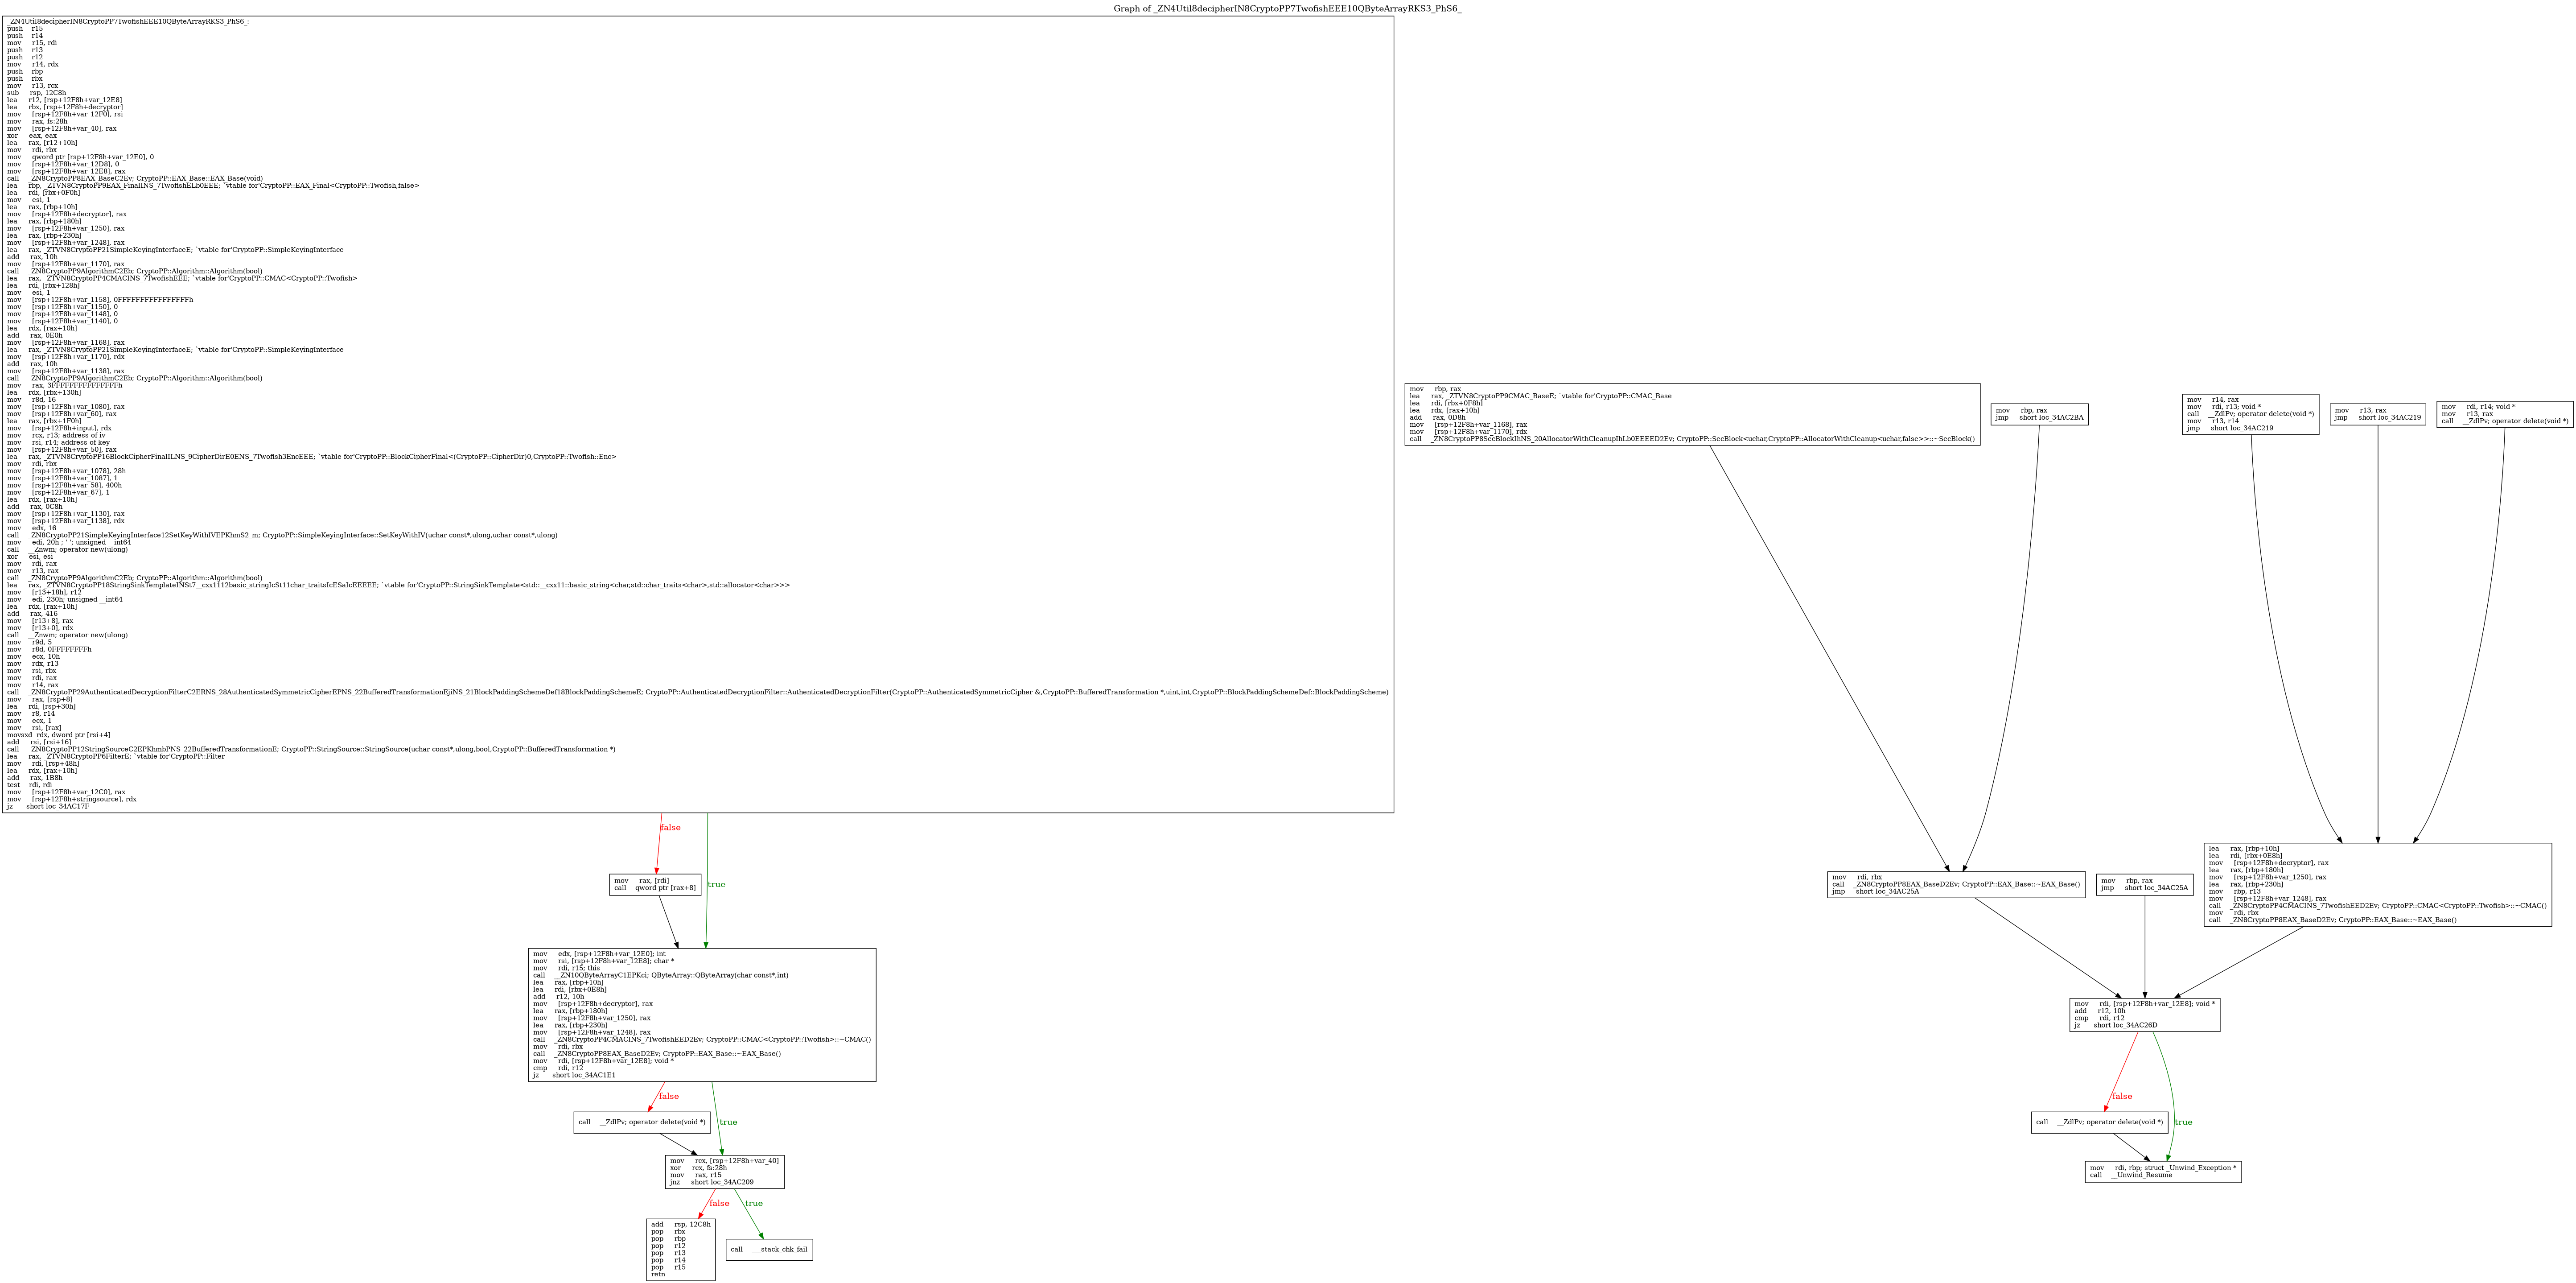 Graph of _ZN4Util8decipherIN8CryptoPP7TwofishEEE10QByteArrayRKS3_PhS6_
_ZN4Util8decipherIN8CryptoPP7TwofishEEE10QByteArrayRKS3_PhS6_:
push r15
push r14
mov r15, rdi
push r13
push r12
mov r14, rdx
push rbp
push rbx
mov r13, rcx
sub rsp, 12C8h
lea r12, [rsp+12F8h+var_12E8]
lea rbx, [rsp+12F8h+decryptor]
mov [rsp+12F8h+var_12F0], rsi
mov rax, fs:28h
mov [rsp+12F8h+var_40], rax
xor eax, eax
lea rax, [r12+10h]
mov rdi, rbx
mov qword ptr [rsp+12F8h+var_12E0], 0
mov [rsp+12F8h+var_12D8], 0
mov [rsp+12F8h+var_12E8], rax
call _ZN8CryptoPP8EAX_BaseC2Ev; CryptoPP::EAX_Base::EAX_Base(void)
lea rbp, _ZTVN8CryptoPP9EAX_FinalINS_7TwofishELb0EEE; `vtable for'CryptoPP::EAX_Final<CryptoPP::Twofish,false>
lea rdi, [rbx+0F0h]
mov esi, 1
lea rax, [rbp+10h]
mov [rsp+12F8h+decryptor], rax
lea rax, [rbp+180h]
mov [rsp+12F8h+var_1250], rax
lea rax, [rbp+230h]
mov [rsp+12F8h+var_1248], rax
lea rax, _ZTVN8CryptoPP21SimpleKeyingInterfaceE; `vtable for'CryptoPP::SimpleKeyingInterface
add rax, 10h
mov [rsp+12F8h+var_1170], rax
call _ZN8CryptoPP9AlgorithmC2Eb; CryptoPP::Algorithm::Algorithm(bool)
lea rax, _ZTVN8CryptoPP4CMACINS_7TwofishEEE; `vtable for'CryptoPP::CMAC<CryptoPP::Twofish>
lea rdi, [rbx+128h]
mov esi, 1
mov [rsp+12F8h+var_1158], 0FFFFFFFFFFFFFFFFh
mov [rsp+12F8h+var_1150], 0
mov [rsp+12F8h+var_1148], 0
mov [rsp+12F8h+var_1140], 0
lea rdx, [rax+10h]
add rax, 0E0h
mov [rsp+12F8h+var_1168], rax
lea rax, _ZTVN8CryptoPP21SimpleKeyingInterfaceE; `vtable for'CryptoPP::SimpleKeyingInterface
mov [rsp+12F8h+var_1170], rdx
add rax, 10h
mov [rsp+12F8h+var_1138], rax
call _ZN8CryptoPP9AlgorithmC2Eb; CryptoPP::Algorithm::Algorithm(bool)
mov rax, 3FFFFFFFFFFFFFFFh
lea rdx, [rbx+130h]
mov r8d, 16
mov [rsp+12F8h+var_1080], rax
mov [rsp+12F8h+var_60], rax
lea rax, [rbx+1F0h]
mov [rsp+12F8h+input], rdx
mov rcx, r13; address of iv
mov rsi, r14; address of key
mov [rsp+12F8h+var_50], rax
lea rax, _ZTVN8CryptoPP16BlockCipherFinalILNS_9CipherDirE0ENS_7Twofish3EncEEE; `vtable for'CryptoPP::BlockCipherFinal<(CryptoPP::CipherDir)0,CryptoPP::Twofish::Enc>
mov rdi, rbx
mov [rsp+12F8h+var_1078], 28h
mov [rsp+12F8h+var_1087], 1
mov [rsp+12F8h+var_58], 400h
mov [rsp+12F8h+var_67], 1
lea rdx, [rax+10h]
add rax, 0C8h
mov [rsp+12F8h+var_1130], rax
mov [rsp+12F8h+var_1138], rdx
mov edx, 16
call _ZN8CryptoPP21SimpleKeyingInterface12SetKeyWithIVEPKhmS2_m; CryptoPP::SimpleKeyingInterface::SetKeyWithIV(uchar const*,ulong,uchar const*,ulong)
mov edi, 20h ; ' '; unsigned __int64
call __Znwm; operator new(ulong)
xor esi, esi
mov rdi, rax
mov r13, rax
call _ZN8CryptoPP9AlgorithmC2Eb; CryptoPP::Algorithm::Algorithm(bool)
lea rax, _ZTVN8CryptoPP18StringSinkTemplateINSt7__cxx1112basic_stringIcSt11char_traitsIcESaIcEEEEE; `vtable for'CryptoPP::StringSinkTemplate<std::__cxx11::basic_string<char,std::char_traits<char>,std::allocator<char>>>
mov [r13+18h], r12
mov edi, 230h; unsigned __int64
lea rdx, [rax+10h]
add rax, 416
mov [r13+8], rax
mov [r13+0], rdx
call __Znwm; operator new(ulong)
mov r9d, 5
mov r8d, 0FFFFFFFFh
mov ecx, 10h
mov rdx, r13
mov rsi, rbx
mov rdi, rax
mov r14, rax
call _ZN8CryptoPP29AuthenticatedDecryptionFilterC2ERNS_28AuthenticatedSymmetricCipherEPNS_22BufferedTransformationEjiNS_21BlockPaddingSchemeDef18BlockPaddingSchemeE; CryptoPP::AuthenticatedDecryptionFilter::AuthenticatedDecryptionFilter(CryptoPP::AuthenticatedSymmetricCipher &,CryptoPP::BufferedTransformation *,uint,int,CryptoPP::BlockPaddingSchemeDef::BlockPaddingScheme)
mov rax, [rsp+8]
lea rdi, [rsp+30h]
mov r8, r14
mov ecx, 1
mov rsi, [rax]
movsxd rdx, dword ptr [rsi+4]
add rsi, [rsi+16]
call _ZN8CryptoPP12StringSourceC2EPKhmbPNS_22BufferedTransformationE; CryptoPP::StringSource::StringSource(uchar const*,ulong,bool,CryptoPP::BufferedTransformation *)
lea rax, _ZTVN8CryptoPP6FilterE; `vtable for'CryptoPP::Filter
mov rdi, [rsp+48h]
lea rdx, [rax+10h]
add rax, 1B8h
test rdi, rdi
mov [rsp+12F8h+var_12C0], rax
mov [rsp+12F8h+stringsource], rdx
jz short loc_34AC17F
mov rbp, rax
lea rax, _ZTVN8CryptoPP9CMAC_BaseE; `vtable for'CryptoPP::CMAC_Base
lea rdi, [rbx+0F8h]
lea rdx, [rax+10h]
add rax, 0D8h
mov [rsp+12F8h+var_1168], rax
mov [rsp+12F8h+var_1170], rdx
call _ZN8CryptoPP8SecBlockIhNS_20AllocatorWithCleanupIhLb0EEEED2Ev; CryptoPP::SecBlock<uchar,CryptoPP::AllocatorWithCleanup<uchar,false>>::~SecBlock()
mov rbp, rax
jmp short loc_34AC2BA
mov r14, rax
mov rdi, r13; void *
call __ZdlPv; operator delete(void *)
mov r13, r14
jmp short loc_34AC219
mov r13, rax
jmp short loc_34AC219
mov rdi, r14; void *
mov r13, rax
call __ZdlPv; operator delete(void *)
false
true
mov rax, [rdi]
call qword ptr [rax+8]
mov rdi, rbx
call _ZN8CryptoPP8EAX_BaseD2Ev; CryptoPP::EAX_Base::~EAX_Base()
jmp short loc_34AC25A
mov rbp, rax
jmp short loc_34AC25A
lea rax, [rbp+10h]
lea rdi, [rbx+0E8h]
mov [rsp+12F8h+decryptor], rax
lea rax, [rbp+180h]
mov [rsp+12F8h+var_1250], rax
lea rax, [rbp+230h]
mov rbp, r13
mov [rsp+12F8h+var_1248], rax
call _ZN8CryptoPP4CMACINS_7TwofishEED2Ev; CryptoPP::CMAC<CryptoPP::Twofish>::~CMAC()
mov rdi, rbx
call _ZN8CryptoPP8EAX_BaseD2Ev; CryptoPP::EAX_Base::~EAX_Base()
mov edx, [rsp+12F8h+var_12E0]; int
mov rsi, [rsp+12F8h+var_12E8]; char *
mov rdi, r15; this
call __ZN10QByteArrayC1EPKci; QByteArray::QByteArray(char const*,int)
lea rax, [rbp+10h]
lea rdi, [rbx+0E8h]
add r12, 10h
mov [rsp+12F8h+decryptor], rax
lea rax, [rbp+180h]
mov [rsp+12F8h+var_1250], rax
lea rax, [rbp+230h]
mov [rsp+12F8h+var_1248], rax
call _ZN8CryptoPP4CMACINS_7TwofishEED2Ev; CryptoPP::CMAC<CryptoPP::Twofish>::~CMAC()
mov rdi, rbx
call _ZN8CryptoPP8EAX_BaseD2Ev; CryptoPP::EAX_Base::~EAX_Base()
mov rdi, [rsp+12F8h+var_12E8]; void *
cmp rdi, r12
jz short loc_34AC1E1
mov rdi, [rsp+12F8h+var_12E8]; void *
add r12, 10h
cmp rdi, r12
jz short loc_34AC26D
false
true
call __ZdlPv; operator delete(void *)
false
true
call __ZdlPv; operator delete(void *)
mov rcx, [rsp+12F8h+var_40]
xor rcx, fs:28h
mov rax, r15
jnz short loc_34AC209
mov rdi, rbp; struct _Unwind_Exception *
call __Unwind_Resume
false
true
add rsp, 12C8h
pop rbx
pop rbp
pop r12
pop r13
pop r14
pop r15
retn
call ___stack_chk_fail